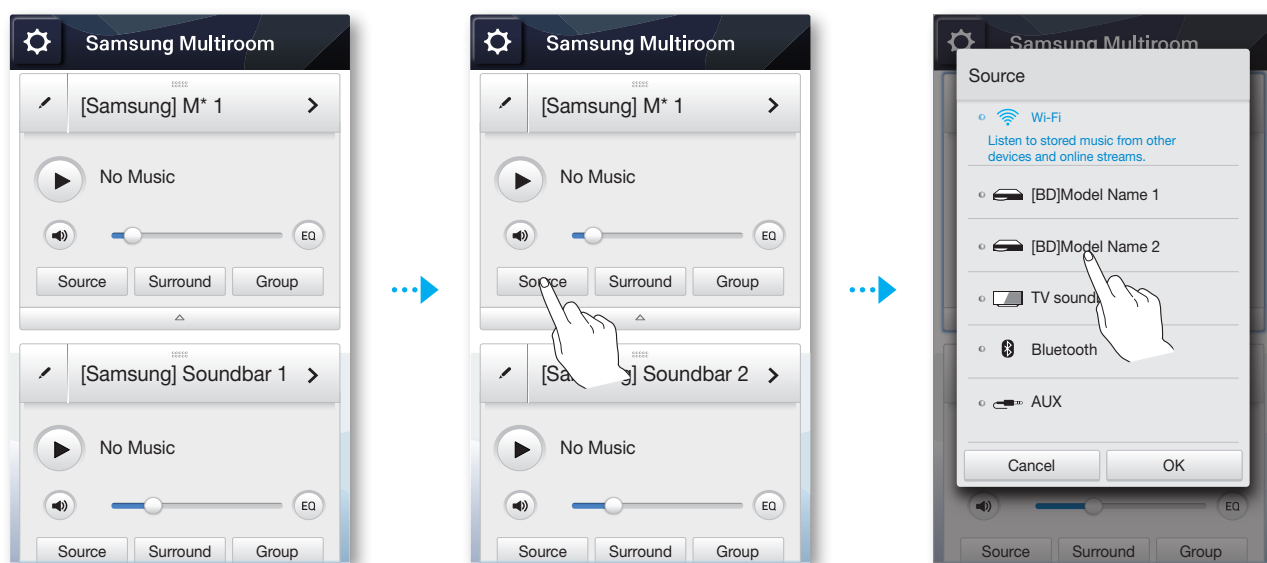 Samsung Multiroom
[Samsung] M* 1
No Music
EQ
Source Surround Group
[Samsung] Soundbar 1
No Music
EQ
Source Surround Group
Samsung Multiroom
[Samsung] M* 1
No Music
EQ
Source Surround Group
[Samsung] Soundbar 2
No Music
EQ
Source Surround Group
Samsung Multiroom
Source
Wi-Fi
Listen to stored music from other
devices and online streams.
[BD]Model Name 1
[BD]Model Name 2
TV
Bluetooth
AUX
Cancel OK
EQ
Source Surround Group